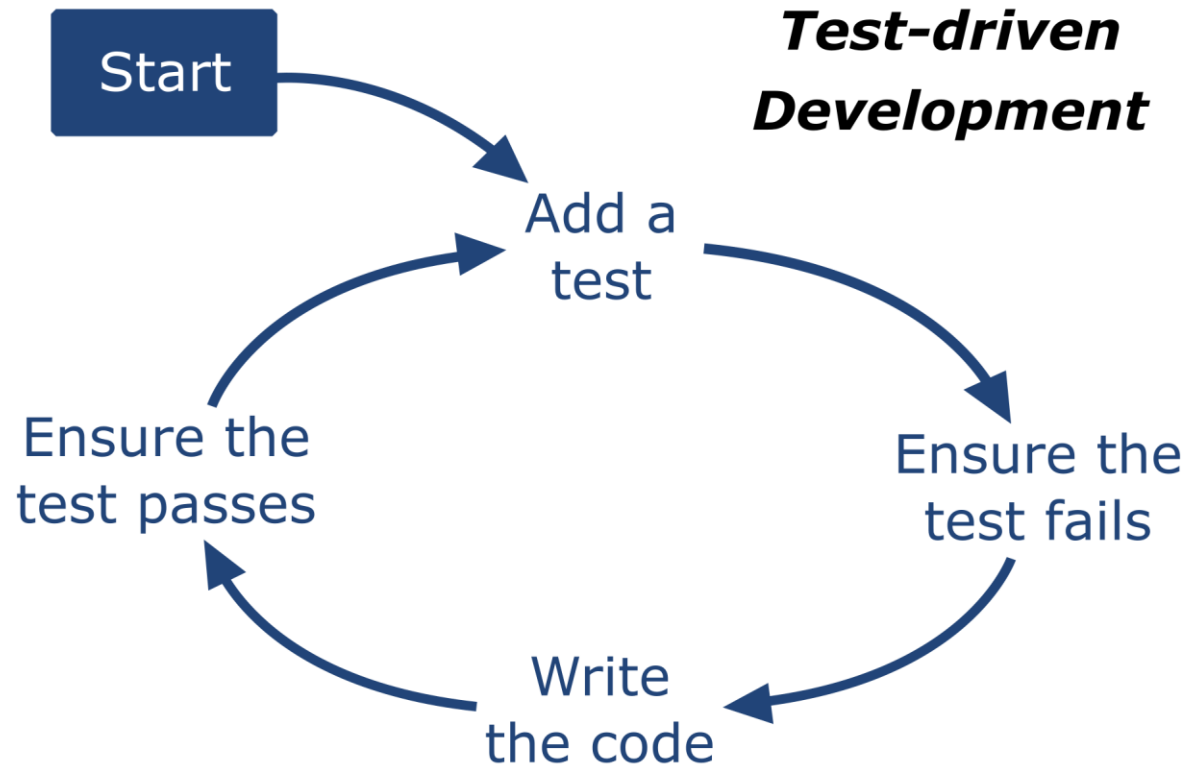 Start
Test-driven
Development
Add a
test
Ensure the
test fails
Write
the code
Ensure the
test passes